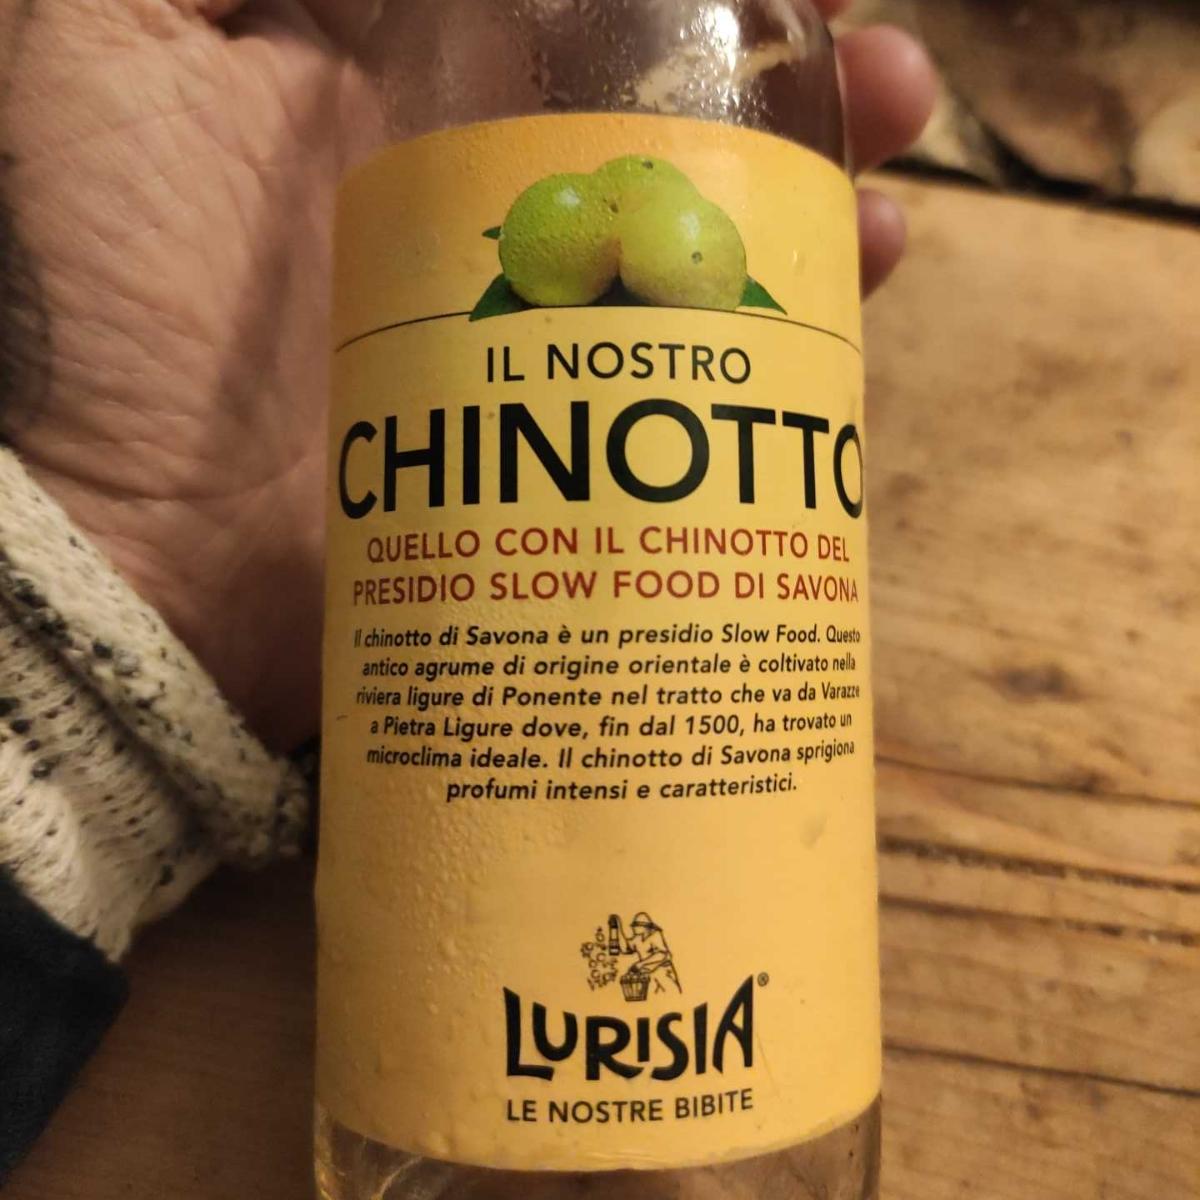 IL NOSTRO
CHINOTTO
QUELLO CON IL CHINOTTO DEL
PRESIDIO SLOW FOOD DI SAVONA
Il chinotto di Savona è un presidio Slow Food. Questo
antico agrume di origine orientale è coltivato nella
riviera ligure di Ponente nel tratto che va da Varazze
a Pietra Ligure dove, fin dal 1500, ha trovato un
microclima ideale. Il chinotto di Savona sprigiona
profumi intensi e caratteristici.
LURISIA®
LE NOSTRE BIBITE